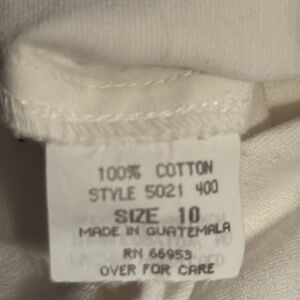 100% COTTON
STYLE 5021 400
SIZE 10
MADE IN GUATEMALA
RN 66953
OVER FOR CARE